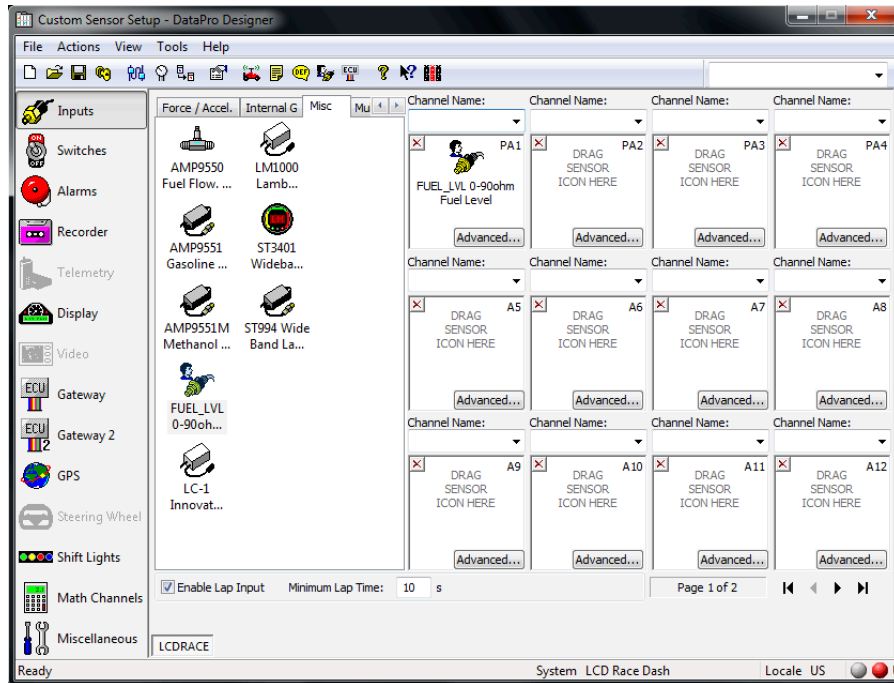 Custom Sensor Setup - DataPro Designer
File Actions View Tools Help
DEF ECU
Inputs
ON
OFF
Switches
Alarms
Recorder
Telemetry
Display
Video
ECU
Gateway
ECU
2
Gateway 2
GPS
Steering Wheel
Shift Lights
Math Channels
Miscellaneous
Force / Accel. Internal G Misc Mu
AMP9550
Fuel Flow. ...
LM1000
Lamb...
AMP9551
Gasoline ...
ST3401
Wideba...
AMP9551M
Methanol ...
ST994 Wide
Band La...
FUEL_LVL
0-90oh...
LC-1
Innovat...
Channel Name: Channel Name: Channel Name: Channel Name:
PA1
FUEL_LVL 0-90ohm
Fuel Level
Advanced...
PA2
DRAG
SENSOR
ICON HERE
Advanced...
PA3
DRAG
SENSOR
ICON HERE
Advanced...
PA4
DRAG
SENSOR
ICON HERE
Advanced...
Channel Name: Channel Name: Channel Name: Channel Name:
A5
DRAG
SENSOR
ICON HERE
Advanced...
A6
DRAG
SENSOR
ICON HERE
Advanced...
A7
DRAG
SENSOR
ICON HERE
Advanced...
A8
DRAG
SENSOR
ICON HERE
Advanced...
Channel Name: Channel Name: Channel Name: Channel Name:
A9
DRAG
SENSOR
ICON HERE
Advanced...
A10
DRAG
SENSOR
ICON HERE
Advanced...
A11
DRAG
SENSOR
ICON HERE
Advanced...
A12
DRAG
SENSOR
ICON HERE
Advanced...
Enable Lap Input Minimum Lap Time: 10 s
Page 1 of 2
LCDRACE
Ready System LCD Race Dash Locale US